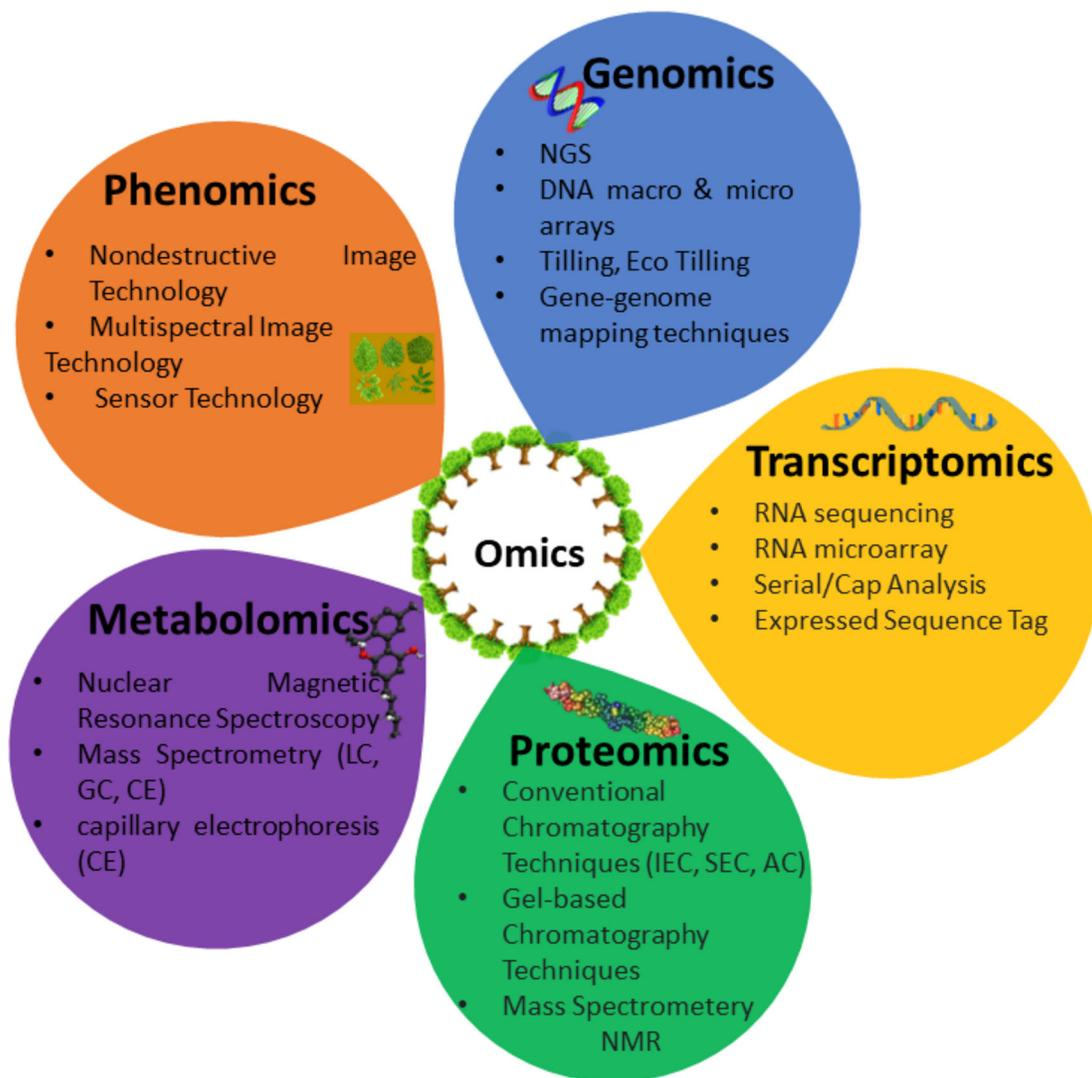 Genomics
• NGS
• DNA macro & micro
arrays
• Tilling, Eco Tilling
• Gene-genome
mapping techniques
Phenomics
• Nondestructive Image
Technology
• Multispectral Image
Technology
• Sensor Technology
Transcriptomics
• RNA sequencing
• RNA microarray
• Serial/Cap Analysis
• Expressed Sequence Tag
Omics
Metabolomics
• Nuclear Magnetic
Resonance Spectroscopy
• Mass Spectrometry (LC,
GC, CE)
• capillary electrophoresis
(CE)
Proteomics
• Conventional
Chromatography
Techniques (IEC, SEC, AC)
• Gel-based
Chromatography
Techniques
• Mass Spectrometery
NMR